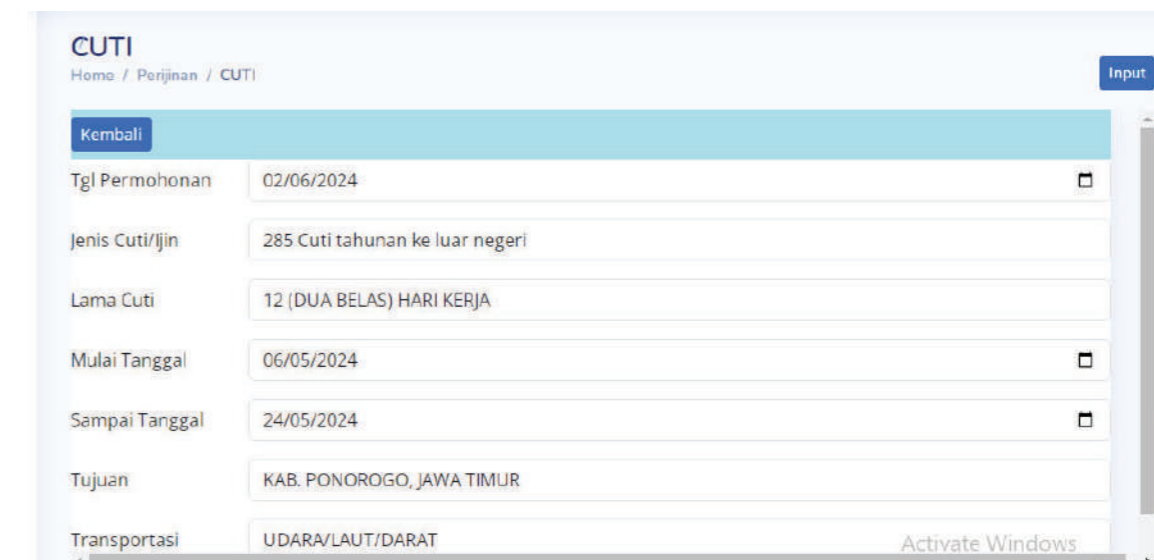 CUTI
Home / Perijinan / CUTI
Input
Kembali
Tgl Permohonan 02/06/2024
Jenis Cuti/Ijin 285 Cuti tahunan ke luar negeri
Lama Cuti 12 (DUA BELAS) HARI KERJA
Mulai Tanggal 06/05/2024
Sampai Tanggal 24/05/2024
Tujuan KAB. PONOROGO, JAWA TIMUR
Transportasi UDARA/LAUT/DARAT
Activate Windows